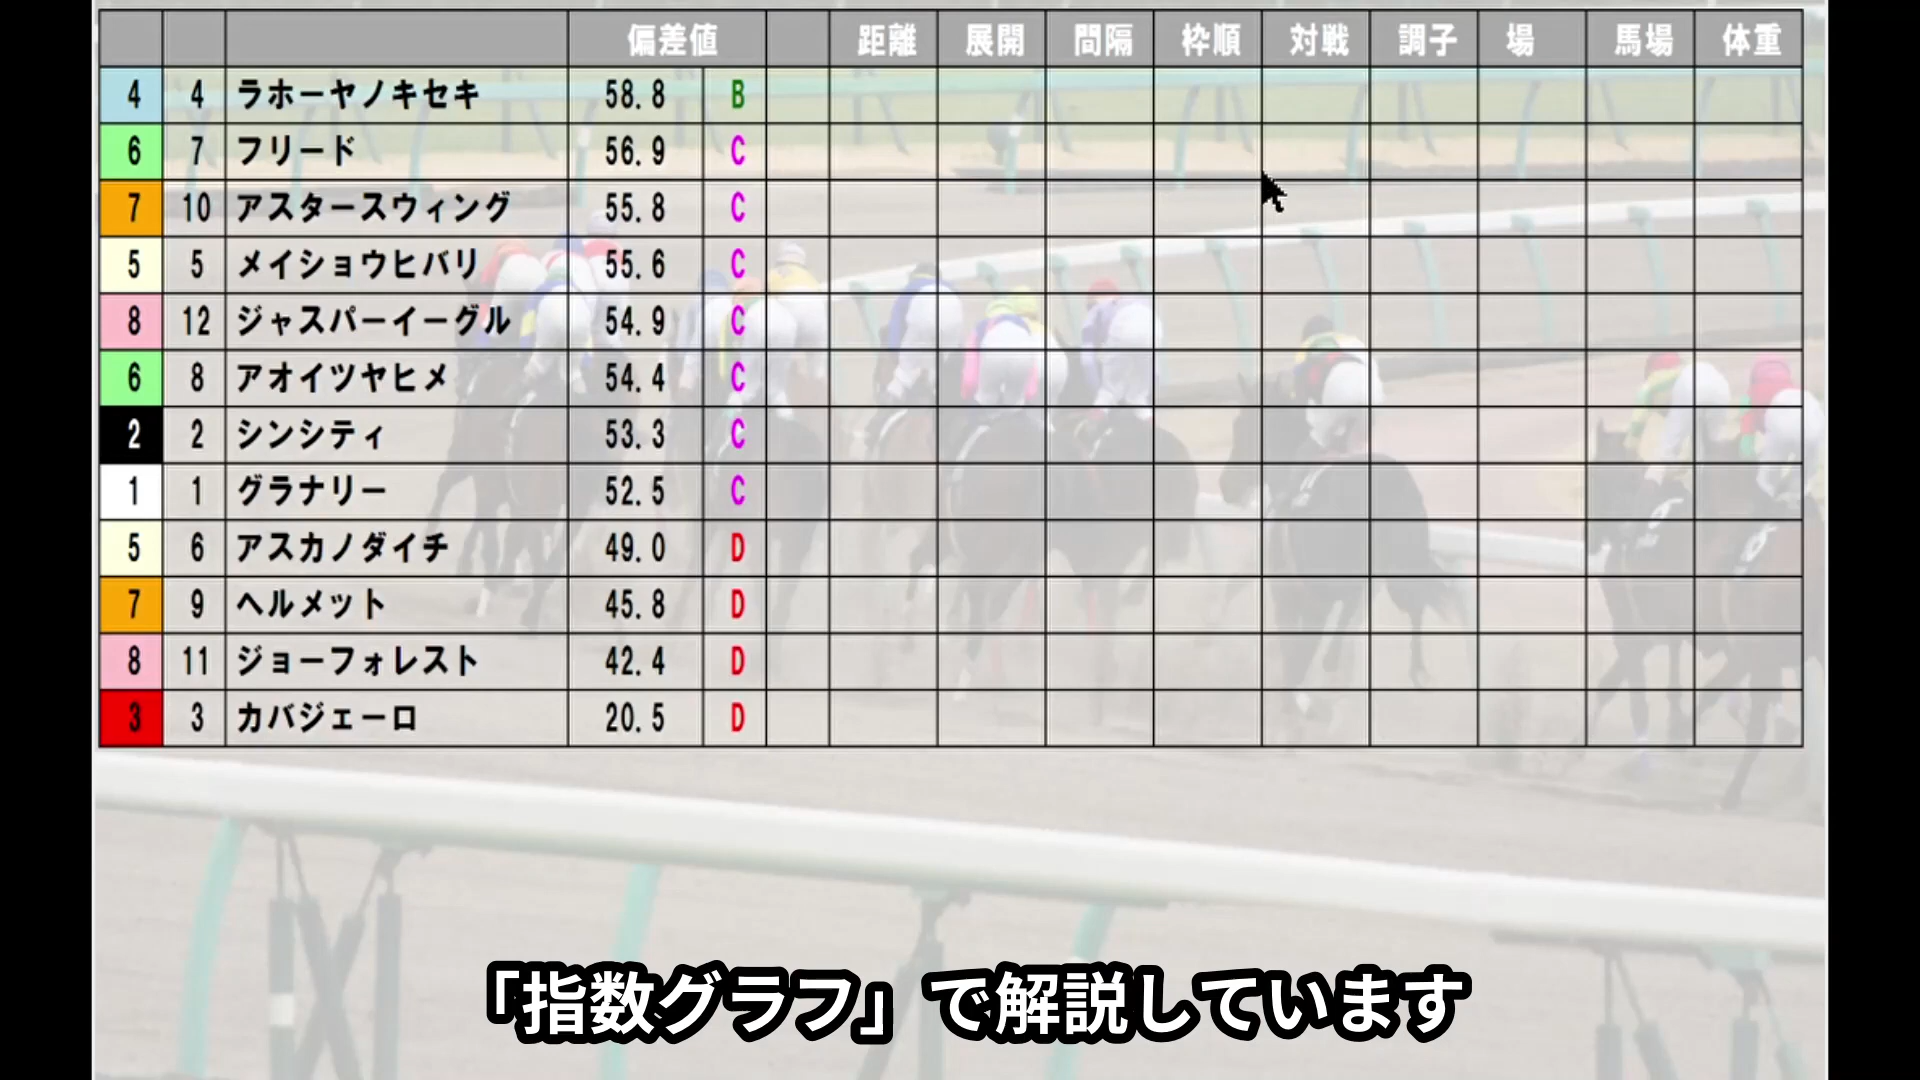 偏差値 距離 展開 間隔 枠順 対戦 調子 場 馬場 体重
4 4 ラホーヤノキセキ 58.8 B
6 7 フリード 56.9 C
7 10 アスタースウィング 55.8 C
5 5 メイショウヒバリ 55.6 C
8 12 ジャスパーイーグル 54.9 C
6 8 アオイツヤヒメ 54.4 C
2 2 シンシティ 53.3 C
1 1 グラナリー 52.5 C
5 6 アスカノダイチ 49.0 D
7 9 ヘルメット 45.8 D
8 11 ジョーフォレスト 42.4 D
3 3 カバジェーロ 20.5 D
「指数グラフ」で解説しています